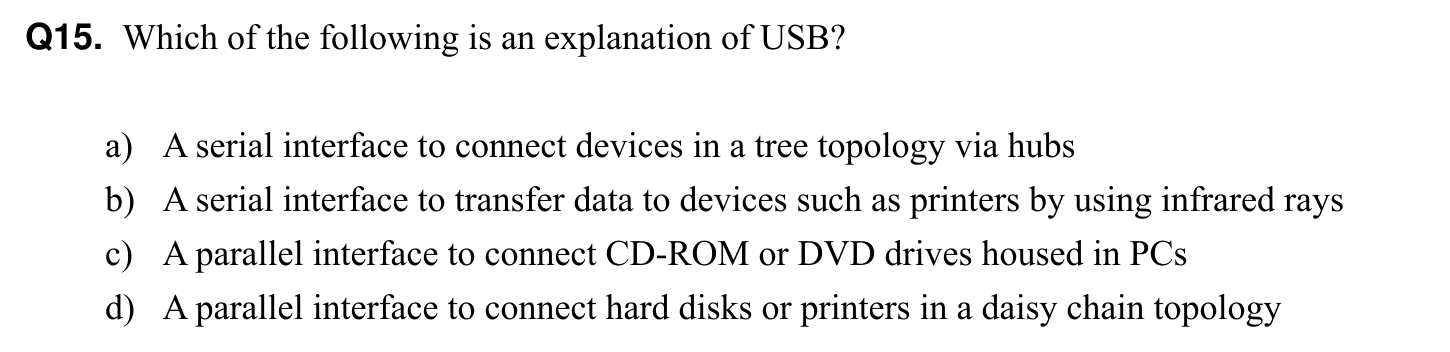 Q15. Which of the following is an explanation of USB?
a) A serial interface to connect devices in a tree topology via hubs
b) A serial interface to transfer data to devices such as printers by using infrared rays
c) A parallel interface to connect CD-ROM or DVD drives housed in PCs
d) A parallel interface to connect hard disks or printers in a daisy chain topology